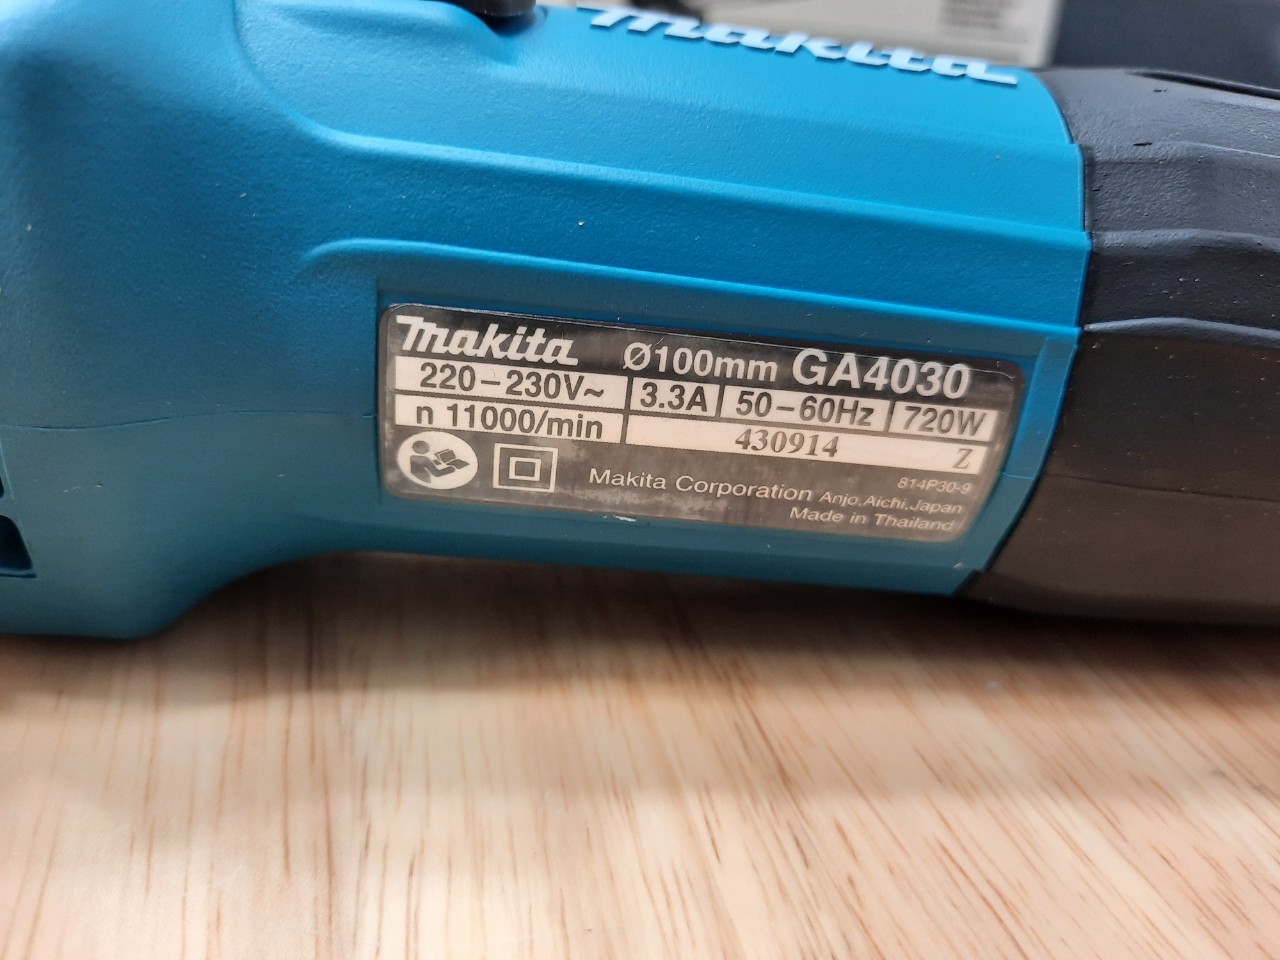 makita
makita Ø100mm GA4030
220-230V~ 3.3A 50-60Hz 720W
n 11000/min 430914 Z
814P30-9
Makita Corporation Anjo,Aichi,Japan
Made in Thailand